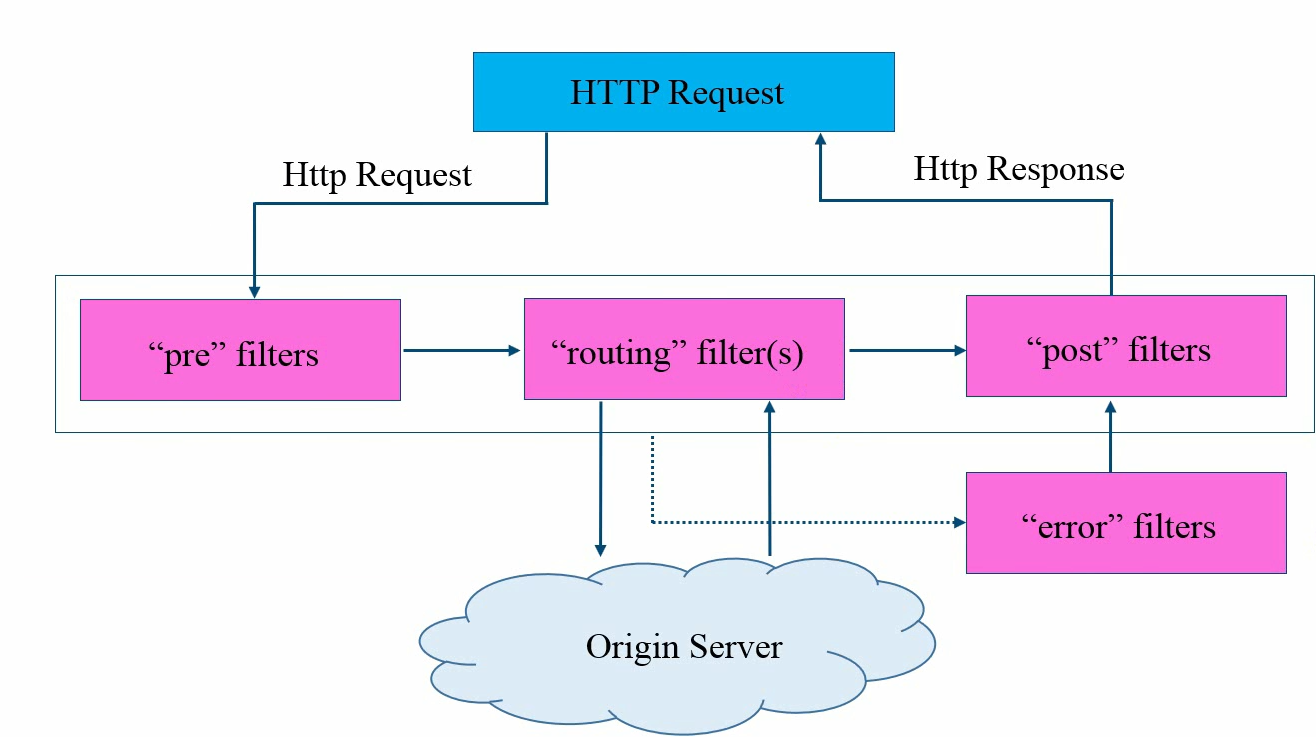 HTTP Request
Http Request
Http Response
“pre” filters
“routing” filter(s)
“post” filters
“error” filters
Origin Server